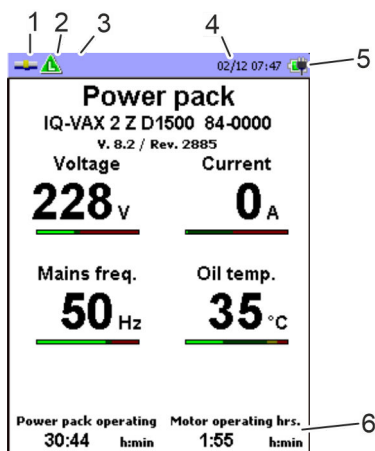 1 2 3 4 5
L 02/12 07:47
Power pack
IQ-VAX 2 Z D1500 84-0000
V. 8.2 / Rev. 2885
Voltage Current
228 V 0 A
Mains freq. Oil temp.
50 Hz 35 °C
Power pack operating Motor operating hrs. 6
30:44 h:min 1:55 h:min